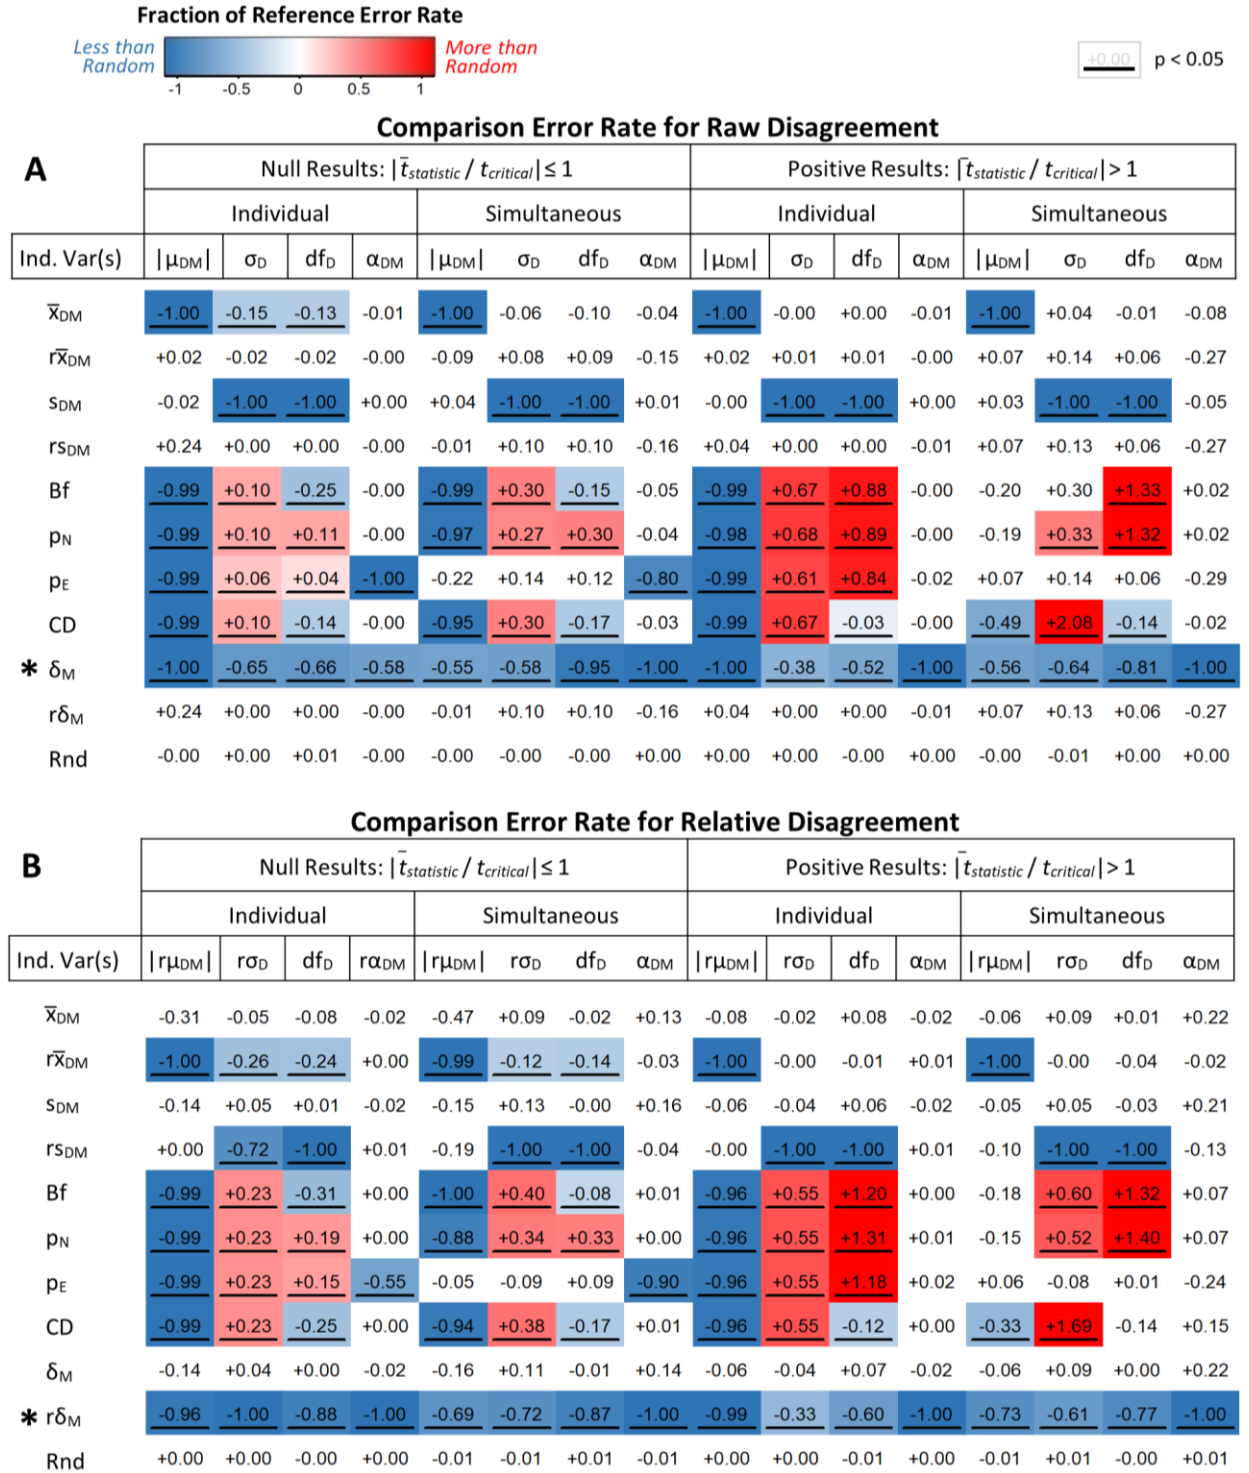 Fraction of Reference Error Rate
Less than Random
More than Random
-1 -0.5 0 0.5 1
+0.00 p < 0.05
Comparison Error Rate for Raw Disagreement
A
Null Results: |t̄statistic / tcritical| ≤ 1 Positive Results: |t̄statistic / tcritical| > 1
Individual Simultaneous Individual Simultaneous
Ind. Var(s) |μDM| σD dfD αDM |μDM| σD dfD αDM |μDM| σD dfD αDM |μDM| σD dfD αDM
x̅DM -1.00 -0.15 -0.13 -0.01 -1.00 -0.06 -0.10 -0.04 -1.00 -0.00 +0.00 -0.01 -1.00 +0.04 -0.01 -0.08
rx̅DM +0.02 -0.02 -0.02 -0.00 -0.09 +0.08 +0.09 -0.15 +0.02 +0.01 +0.01 -0.00 +0.07 +0.14 +0.06 -0.27
sDM -0.02 -1.00 -1.00 +0.00 +0.04 -1.00 -1.00 +0.01 -0.00 -1.00 -1.00 +0.00 +0.03 -1.00 -1.00 -0.05
rsDM +0.24 +0.00 +0.00 -0.00 -0.01 +0.10 +0.10 -0.16 +0.04 +0.00 +0.00 -0.01 +0.07 +0.13 +0.06 -0.27
Bf -0.99 +0.10 -0.25 -0.00 -0.99 +0.30 -0.15 -0.05 -0.99 +0.67 +0.88 -0.00 -0.20 +0.30 +1.33 +0.02
pN -0.99 +0.10 +0.11 -0.00 -0.97 +0.27 +0.30 -0.04 -0.98 +0.68 +0.89 -0.00 -0.19 +0.33 +1.32 +0.02
pE -0.99 +0.06 +0.04 -1.00 -0.22 +0.14 +0.12 -0.80 -0.99 +0.61 +0.84 -0.02 +0.07 +0.14 +0.06 -0.29
CD -0.99 +0.10 -0.14 -0.00 -0.95 +0.30 -0.17 -0.03 -0.99 +0.67 -0.03 -0.00 -0.49 +2.08 -0.14 -0.02
* δM -1.00 -0.65 -0.66 -0.58 -0.55 -0.58 -0.95 -1.00 -1.00 -0.38 -0.52 -1.00 -0.56 -0.64 -0.81 -1.00
rδM +0.24 +0.00 +0.00 -0.00 -0.01 +0.10 +0.10 -0.16 +0.04 +0.00 +0.00 -0.01 +0.07 +0.13 +0.06 -0.27
Rnd -0.00 +0.00 +0.01 -0.00 -0.00 -0.00 -0.00 +0.00 +0.00 +0.00 -0.00 +0.00 -0.00 -0.01 +0.00 +0.00
Comparison Error Rate for Relative Disagreement
B
Null Results: |t̄statistic / tcritical| ≤ 1 Positive Results: |t̄statistic / tcritical| > 1
Individual Simultaneous Individual Simultaneous
Ind. Var(s) |rμDM| rσD dfD rαDM |rμDM| rσD dfD αDM |rμDM| rσD dfD αDM |rμDM| rσD dfD αDM
x̅DM -0.31 -0.05 -0.08 -0.02 -0.47 +0.09 -0.02 +0.13 -0.08 -0.02 +0.08 -0.02 -0.06 +0.09 +0.01 +0.22
rx̅DM -1.00 -0.26 -0.24 +0.00 -0.99 -0.12 -0.14 -0.03 -1.00 -0.00 -0.01 +0.01 -1.00 -0.00 -0.04 -0.02
sDM -0.14 +0.05 +0.01 -0.02 -0.15 +0.13 -0.00 +0.16 -0.06 -0.04 +0.06 -0.02 -0.05 +0.05 -0.03 +0.21
rsDM +0.00 -0.72 -1.00 +0.01 -0.19 -1.00 -1.00 -0.04 -0.00 -1.00 -1.00 +0.01 -0.10 -1.00 -1.00 -0.13
Bf -0.99 +0.23 -0.31 +0.00 -1.00 +0.40 -0.08 +0.01 -0.96 +0.55 +1.20 +0.00 -0.18 +0.60 +1.32 +0.07
pN -0.99 +0.23 +0.19 +0.00 -0.88 +0.34 +0.33 +0.00 -0.96 +0.55 +1.31 +0.01 -0.15 +0.52 +1.40 +0.07
pE -0.99 +0.23 +0.15 -0.55 -0.05 -0.09 +0.09 -0.90 -0.96 +0.55 +1.18 +0.02 +0.06 -0.08 +0.01 -0.24
CD -0.99 +0.23 -0.25 +0.00 -0.94 +0.38 -0.17 +0.01 -0.96 +0.55 -0.12 +0.00 -0.33 +1.69 -0.14 +0.15
δM -0.14 +0.04 +0.00 -0.02 -0.16 +0.11 -0.01 +0.14 -0.06 -0.04 +0.07 -0.02 -0.06 +0.09 +0.00 +0.22
* rδM -0.96 -1.00 -0.88 -1.00 -0.69 -0.72 -0.87 -1.00 -0.99 -0.33 -0.60 -1.00 -0.73 -0.61 -0.77 -1.00
Rnd +0.00 +0.00 -0.00 +0.00 -0.01 -0.01 +0.01 -0.01 +0.00 +0.00 -0.01 +0.00 -0.01 +0.01 -0.00 +0.01